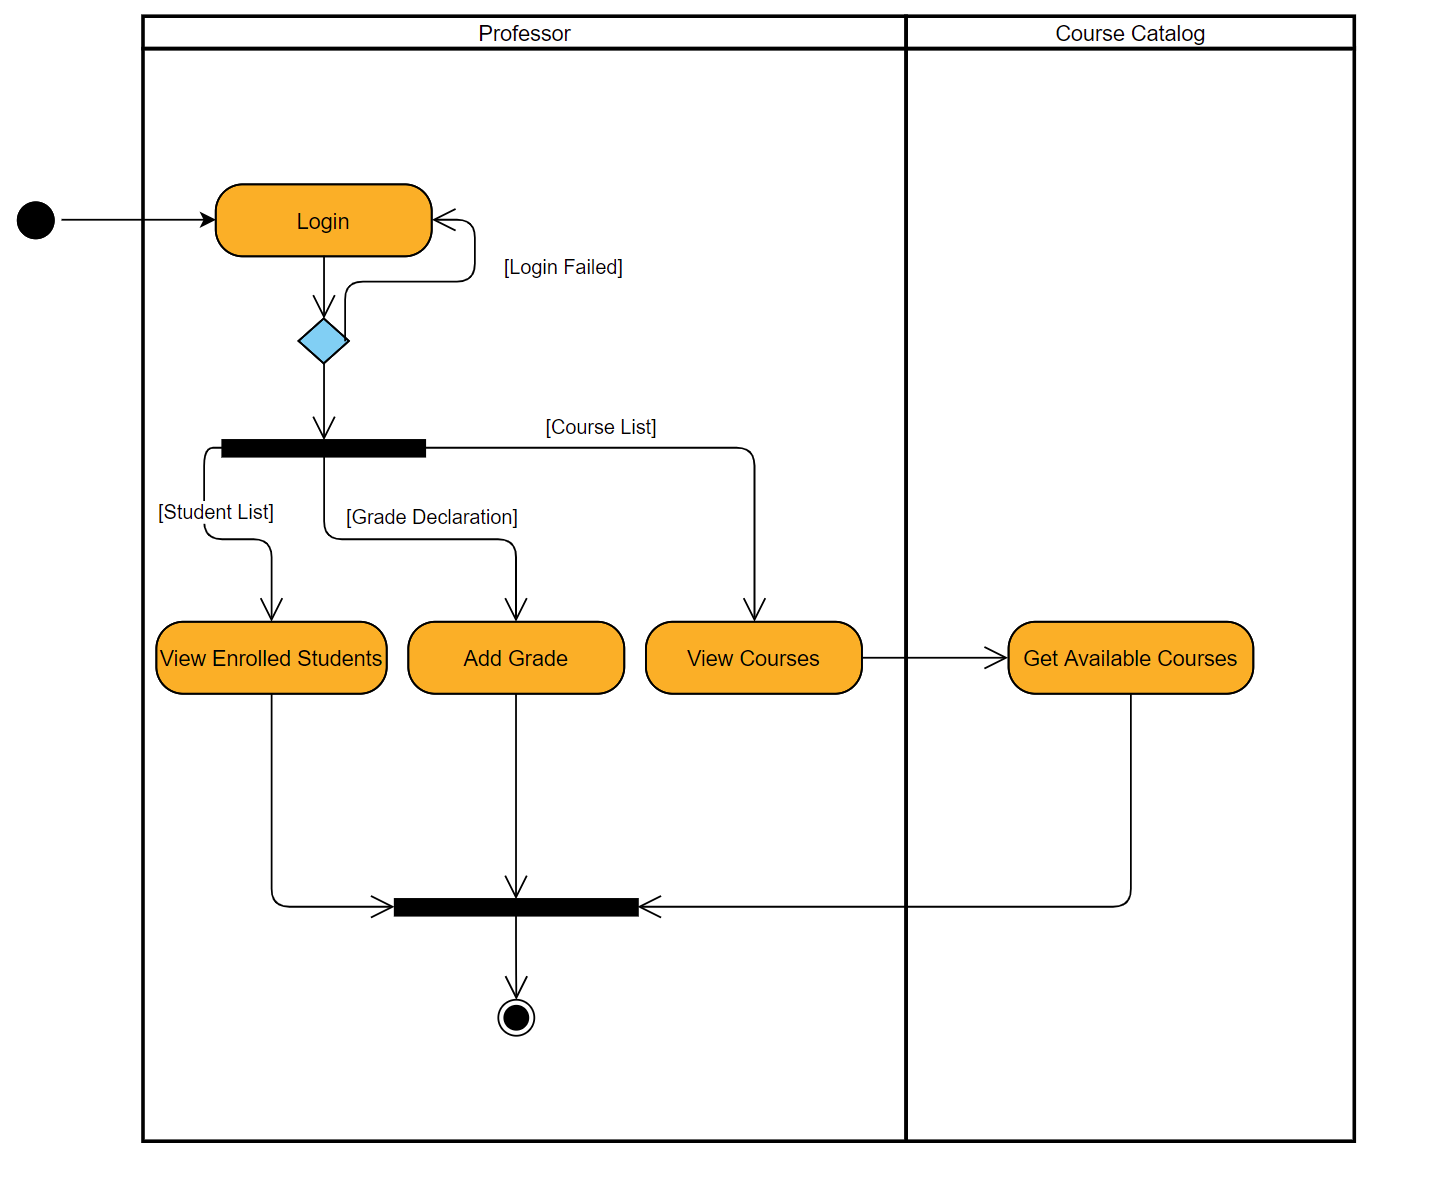 Professor
Course Catalog
Login
[Login Failed]
[Course List]
[Student List]
[Grade Declaration]
View Enrolled Students
Add Grade
View Courses
Get Available Courses